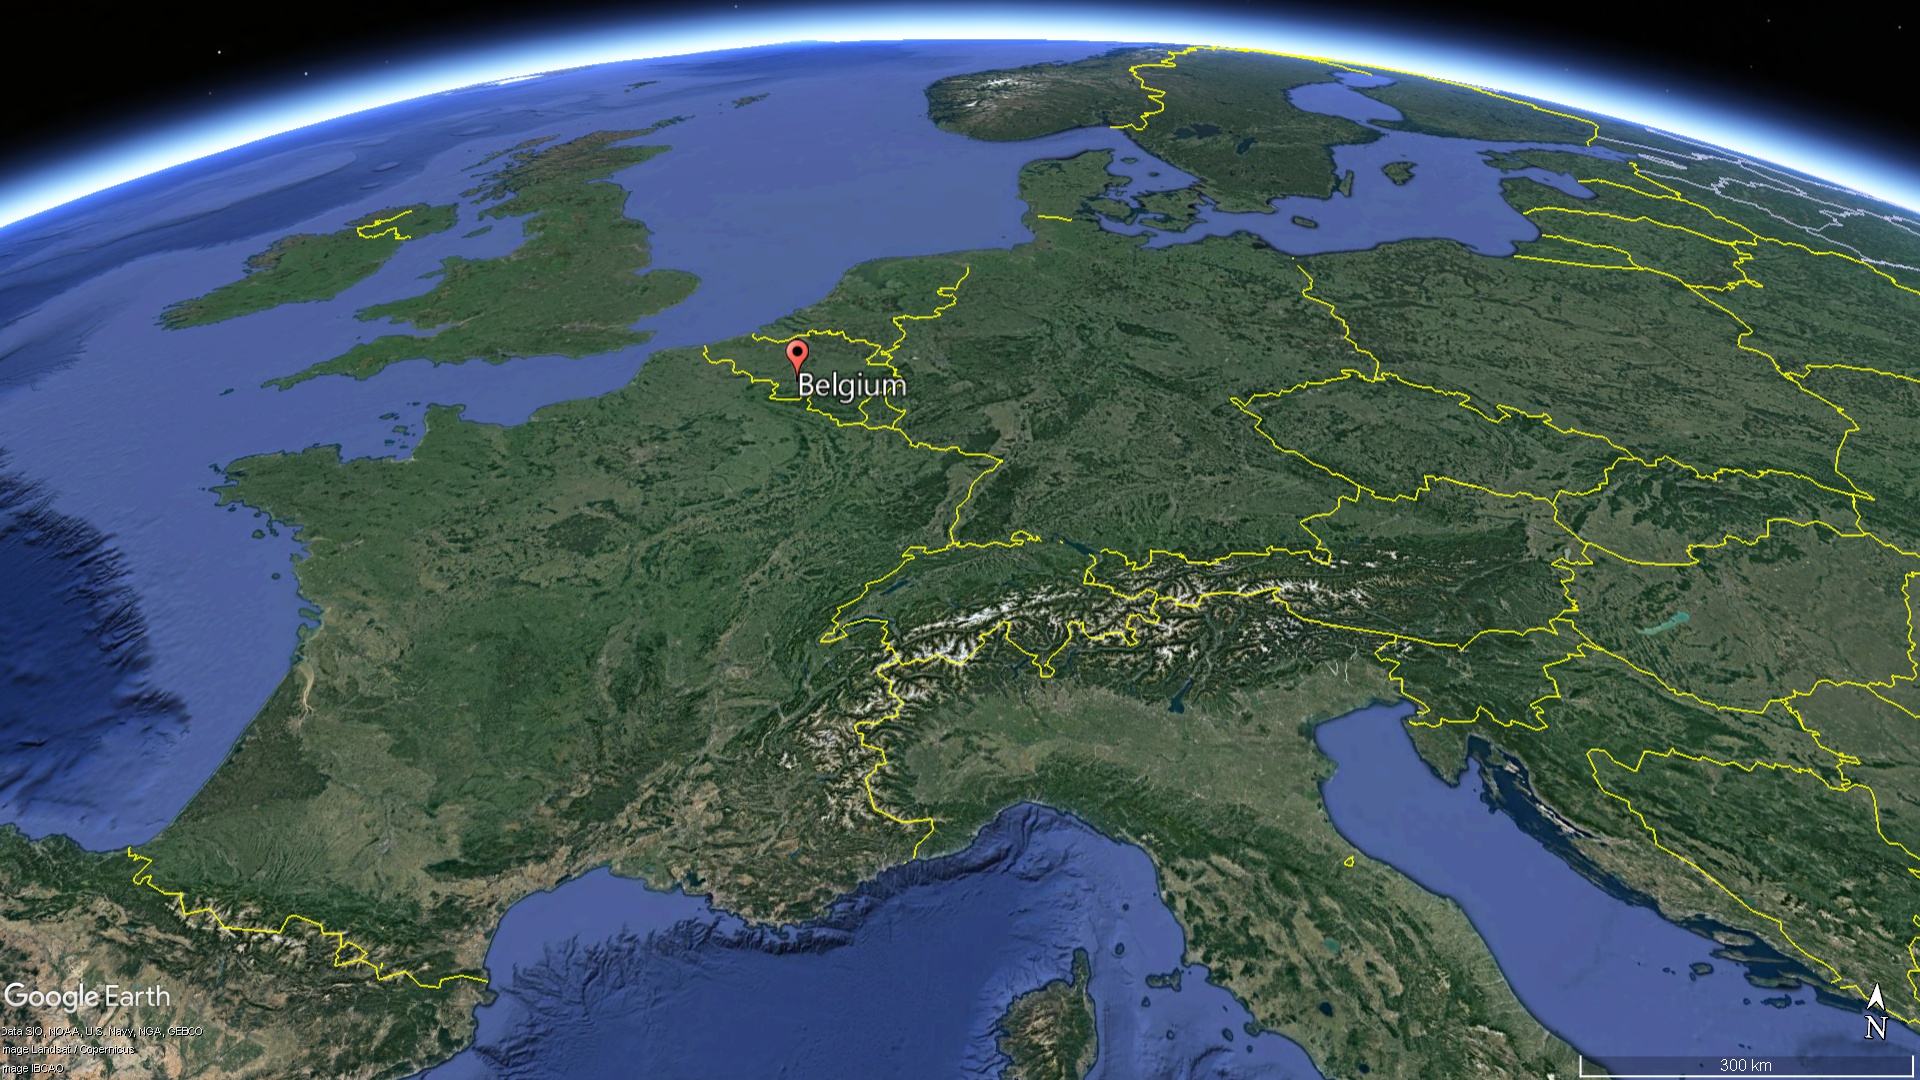 Belgium
Google Earth
Data SIO, NOAA, U.S. Navy, NGA, GEBCO
Image Landsat / Copernicus
Image IBCAO
N
300 km